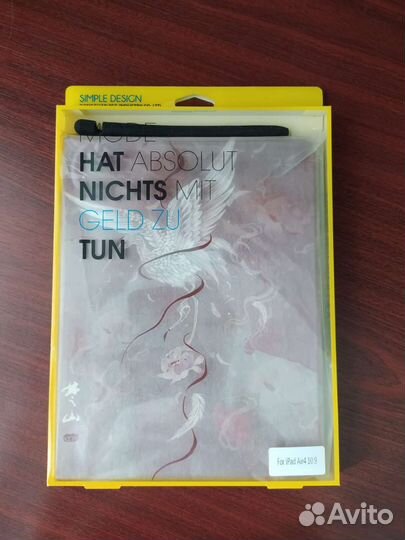 SIMPLE DESIGN
MODE
HAT ABSOLUT
NICHTS MIT
GELD ZU
TUN
For iPad Air4 10.9
Avito